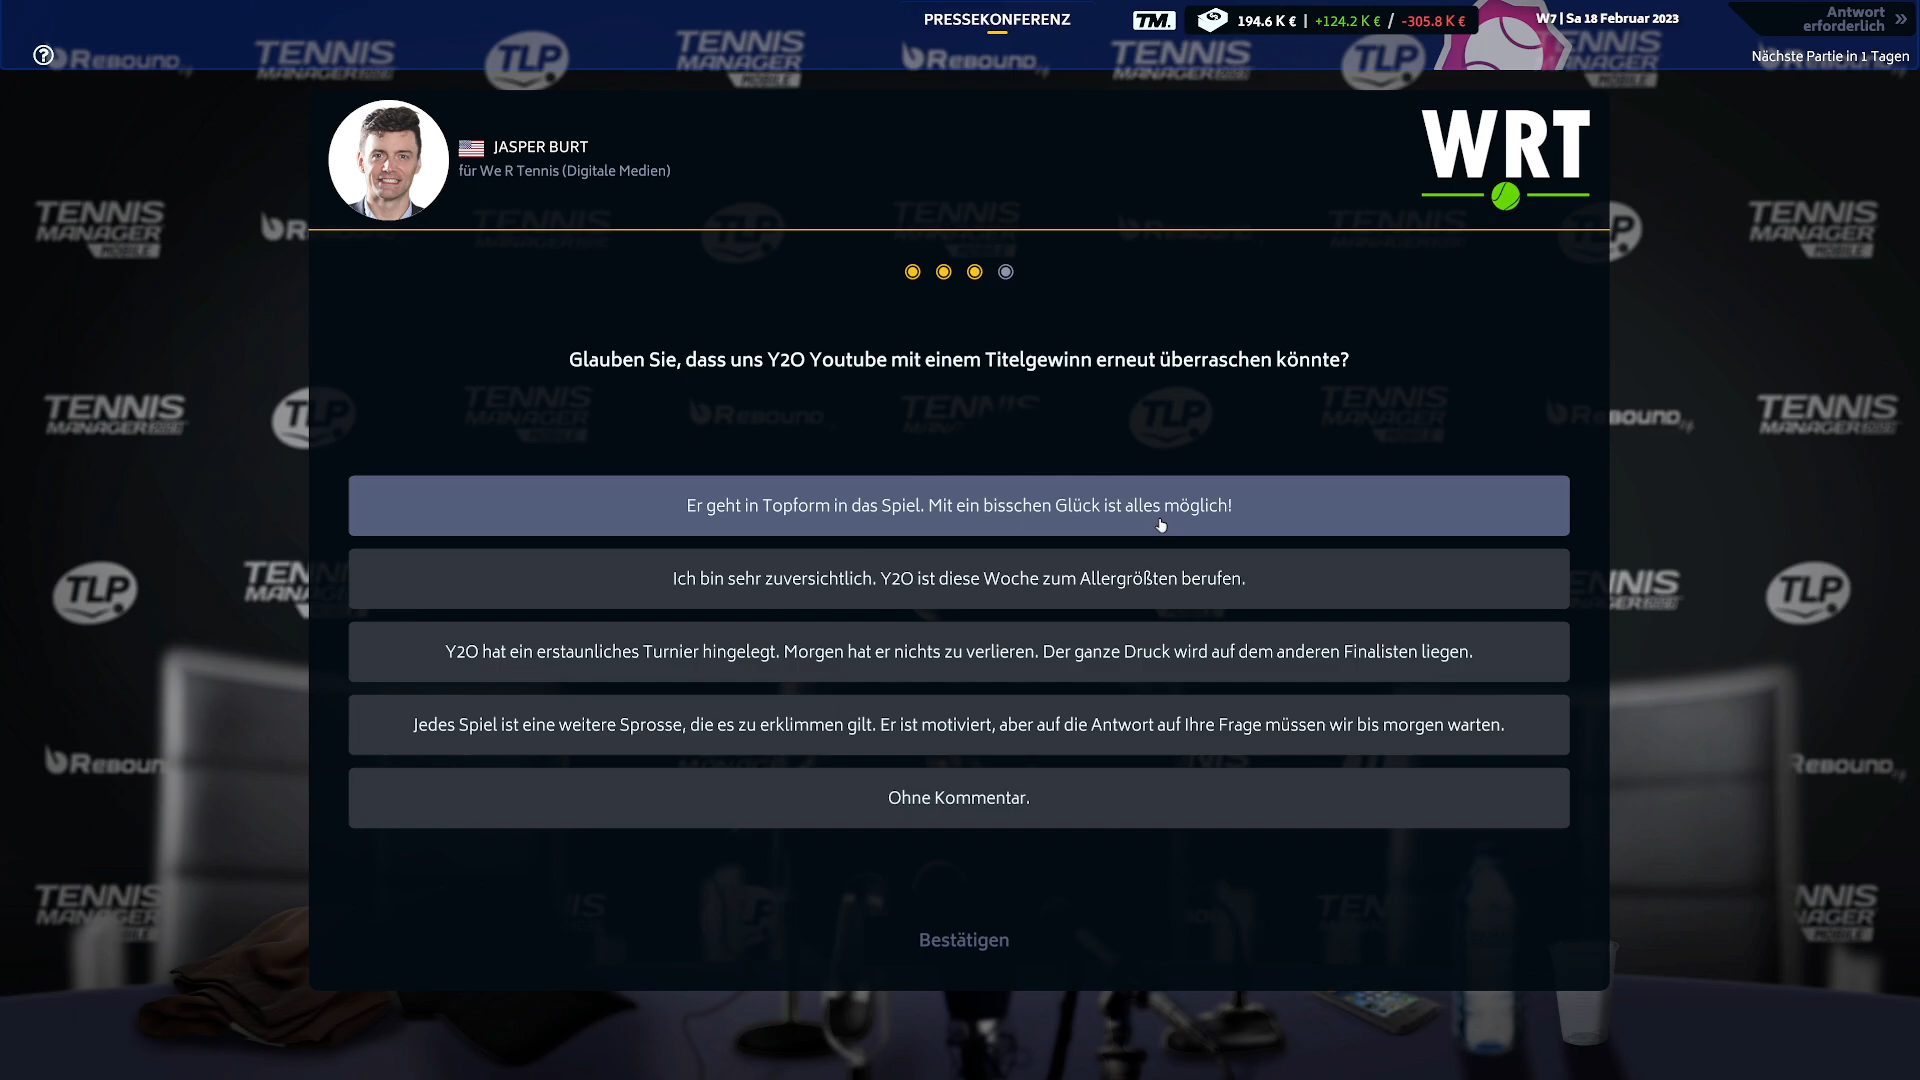 PRESSEKONFERENZ
TM.
194.6 K € | +124.2 K € / -305.8 K €
W7 | Sa 18 Februar 2023
Antwort
erforderlich
Nächste Partie in 1 Tagen
JASPER BURT
für We R Tennis (Digitale Medien)
WRT
Glauben Sie, dass uns Y2O Youtube mit einem Titelgewinn erneut überraschen könnte?
Er geht in Topform in das Spiel. Mit ein bisschen Glück ist alles möglich!
Ich bin sehr zuversichtlich. Y2O ist diese Woche zum Allergrößten berufen.
Y2O hat ein erstaunliches Turnier hingelegt. Morgen hat er nichts zu verlieren. Der ganze Druck wird auf dem anderen Finalisten liegen.
Jedes Spiel ist eine weitere Sprosse, die es zu erklimmen gilt. Er ist motiviert, aber auf die Antwort auf Ihre Frage müssen wir bis morgen warten.
Ohne Kommentar.
Bestätigen